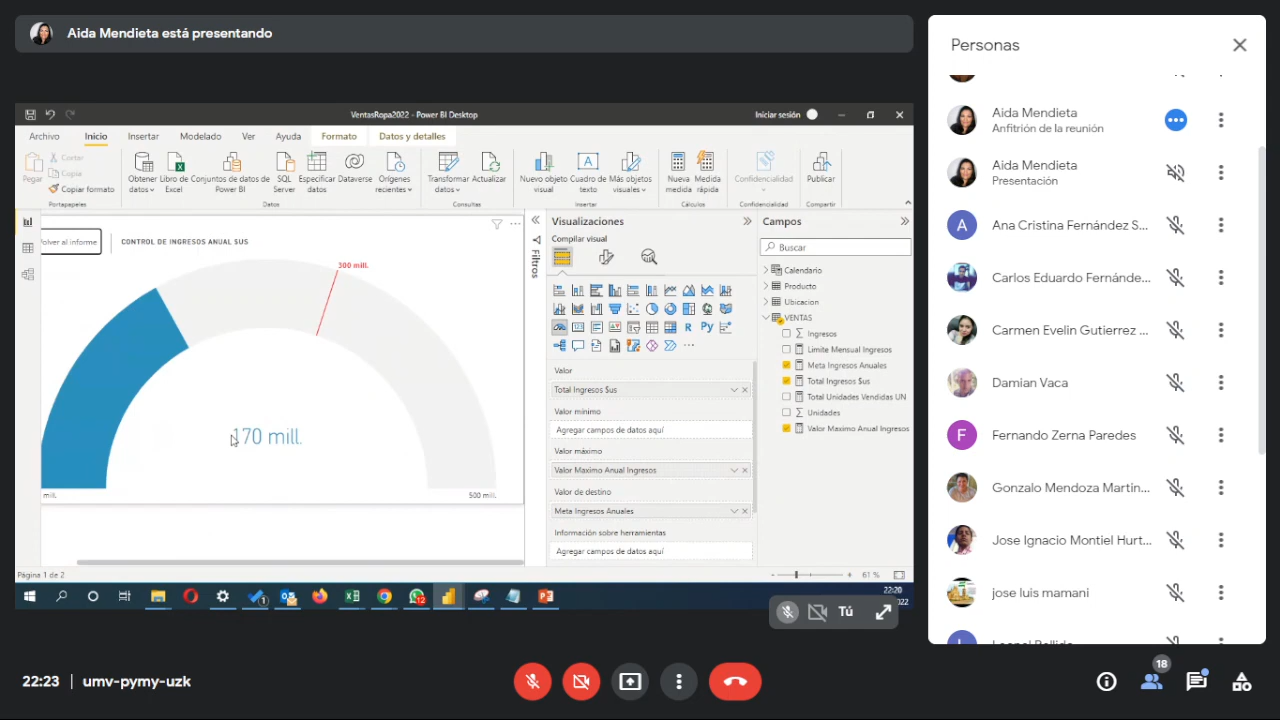 Aida Mendieta está presentando
Personas
VentasRopa2022 - Power BI Desktop
Iniciar sesión
Archivo Inicio Insertar Modelado Ver Ayuda Formato Datos y detalles
Pegar
Cortar
Copiar
Copiar formato
Portapapeles
Obtener datos
Libro de Excel
Conjuntos de datos de Power BI
SQL Server
Especificar datos
Dataverse
Orígenes recientes
Datos
Transformar datos
Actualizar
Consultas
Nuevo objeto visual
Cuadro de texto
Más objetos visuales
Insertar
Nueva medida
Medida rápida
Cálculos
Confidencialidad
Confidencialidad
Publicar
Compartir
olver al informe
CONTROL DE INGRESOS ANUAL SUS
300 mill.
170 mill.
mill.
500 mill.
Filtros
Visualizaciones
Compilar visual
R Py
Valor
Total Ingresos $us
Valor mínimo
Agregar campos de datos aquí
Valor máximo
Valor Maximo Anual Ingresos
Valor de destino
Meta Ingresos Anuales
Información sobre herramientas
Agregar campos de datos aquí
Campos
Buscar
Calendario
Producto
Ubicacion
VENTAS
Ingresos
Limite Mensual Ingresos
Meta Ingresos Anuales
Total Ingresos $us
Total Unidades Vendidas UN
Unidades
Valor Maximo Anual Ingresos
Página 1 de 2
61 %
12
22:20
2022
Tú
Aida Mendieta
Anfitrión de la reunión
Aida Mendieta
Presentación
A
Ana Cristina Fernández S...
Carlos Eduardo Fernánde...
Carmen Evelin Gutierrez ...
Damian Vaca
F
Fernando Zerna Paredes
Gonzalo Mendoza Martin...
Jose Ignacio Montiel Hurt...
jose luis mamani
22:23 | umv-pymy-uzk
18